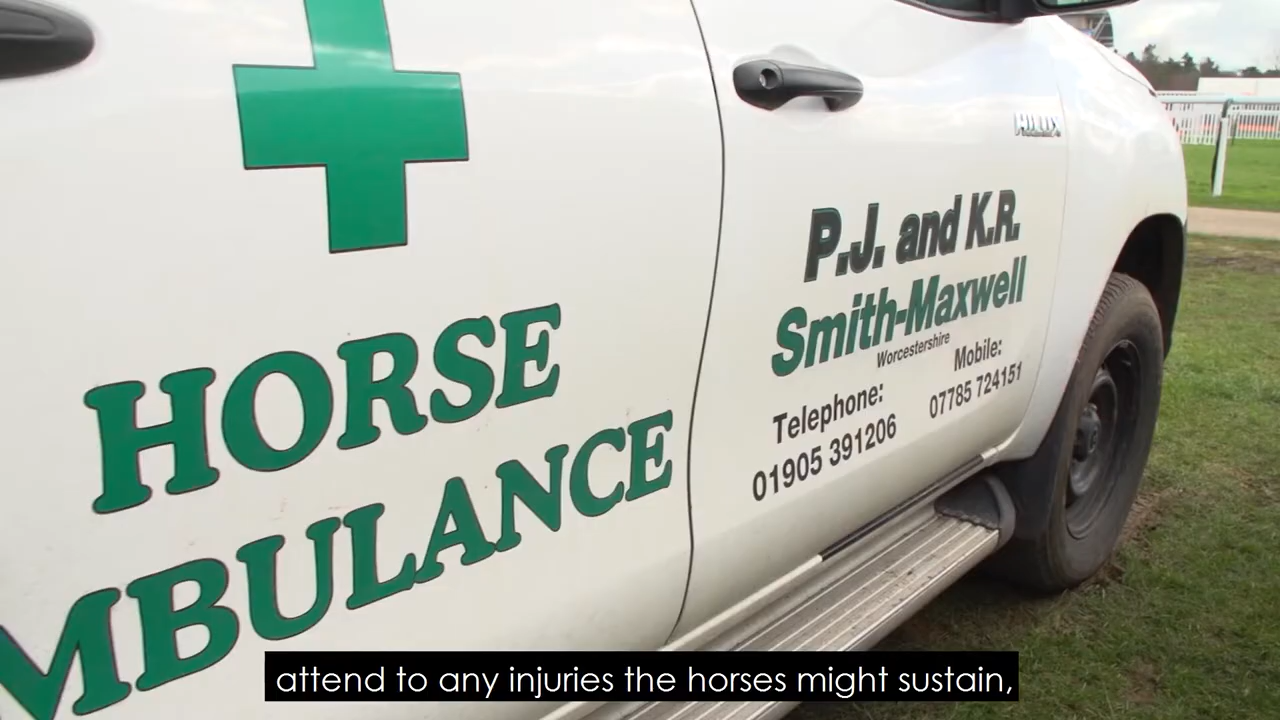 HILUX
P.J. and K.R.
Smith-Maxwell
Worcestershire
Telephone:
01905 391206
Mobile:
07785 724151
HORSE
MBULANCE
attend to any injuries the horses might sustain,